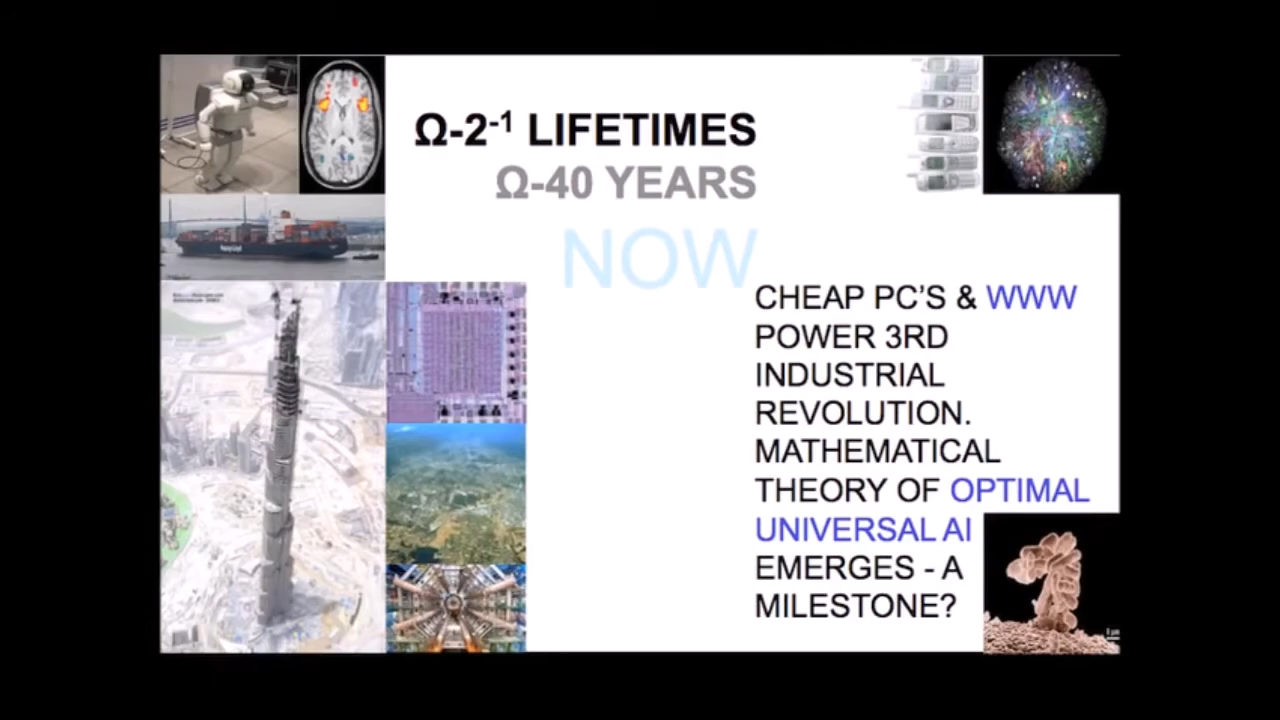 Ω-2⁻¹ LIFETIMES
Ω-40 YEARS
NOW
CHEAP PC'S & WWW
POWER 3RD
INDUSTRIAL
REVOLUTION.
MATHEMATICAL
THEORY OF OPTIMAL
UNIVERSAL AI
EMERGES - A
MILESTONE?